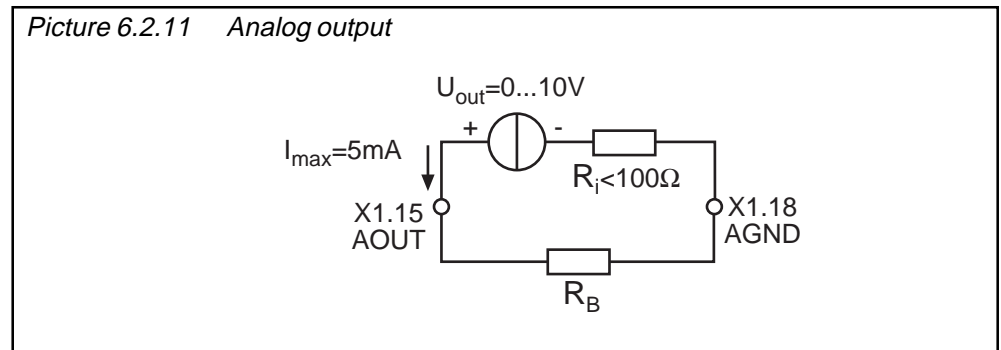 Picture 6.2.11 Analog output
U_out=0...10V
+ -
I_max=5mA
R_i<100Ω
X1.15
AOUT
X1.18
AGND
R_B